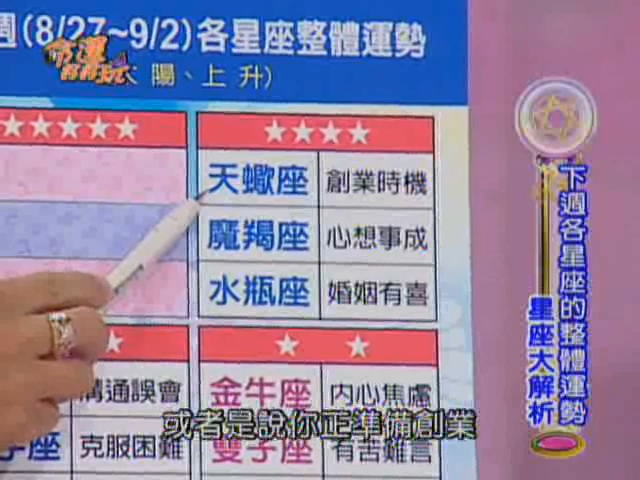 週(8/27~9/2)各星座整體運勢
陽、上升)
★★★★★
★★★★
天蠍座 創業時機
魔羯座 心想事成
水瓶座 婚姻有喜
★
★ ★
溝通誤會
金牛座 內心焦慮
子座 克服困難
雙子座 有苦難言
或者是說你正準備創業
下週各星座的整體運勢
星座大解析